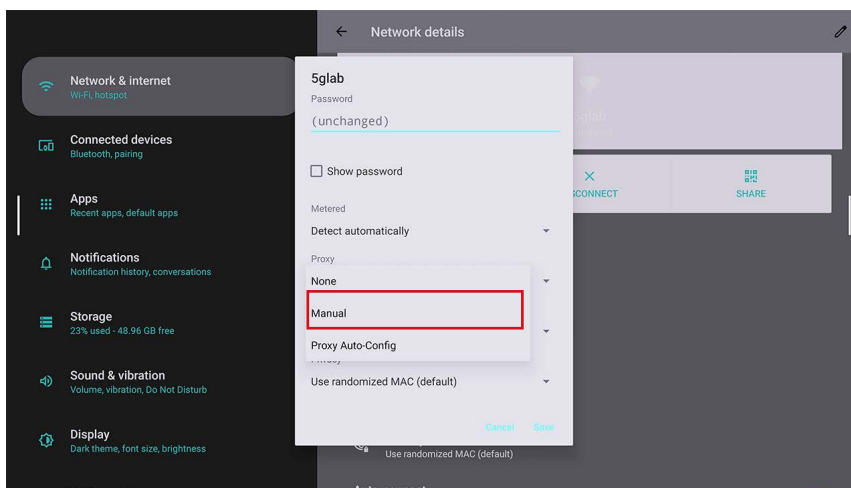 Network details
Network & internet
Wi-Fi, hotspot
Connected devices
Bluetooth, pairing
Apps
Recent apps, default apps
Notifications
Notification history, conversations
Storage
23% used - 48.96 GB free
Sound & vibration
Volume, vibration, Do Not Disturb
Display
Dark theme, font size, brightness
5glab
Password
(unchanged)
Show password
Metered
Detect automatically
Proxy
None
Manual
Proxy Auto-Config
Privacy
Use randomized MAC (default)
Cancel
Save
5glab
SHARE
Use randomized MAC (default)